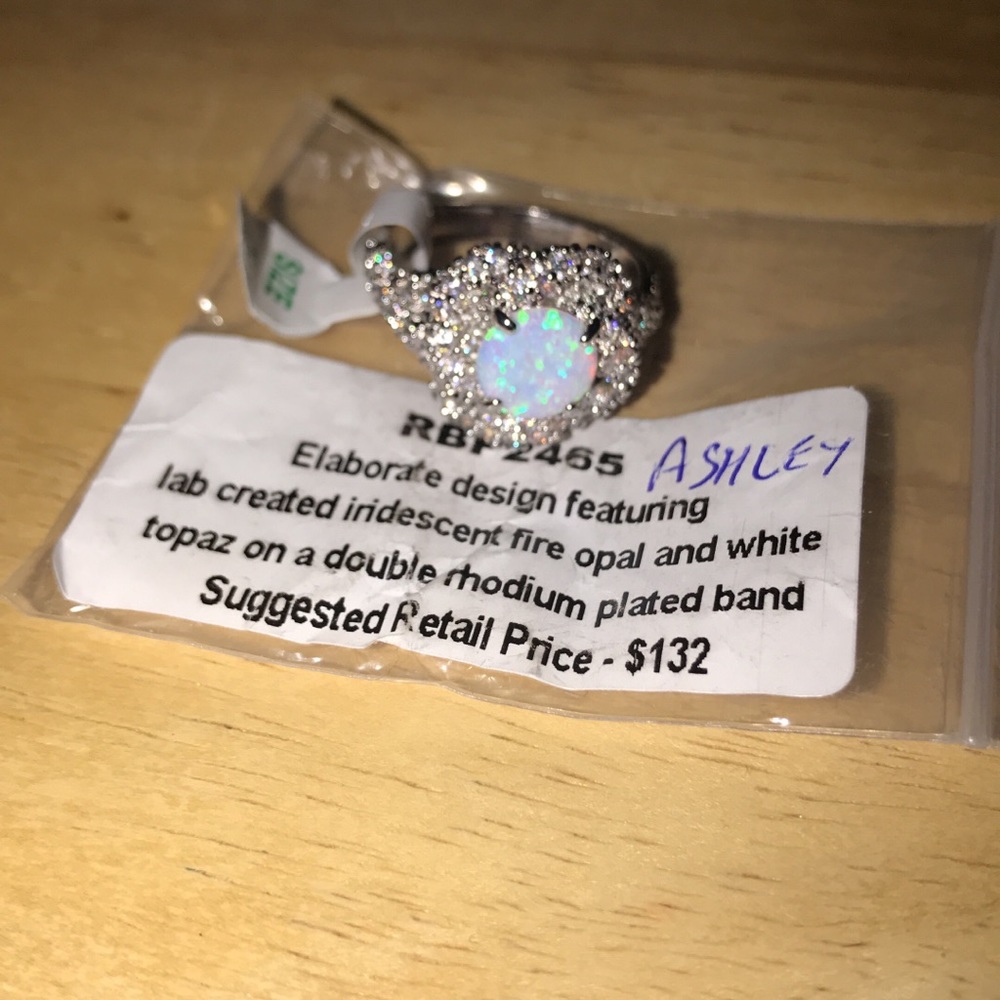 RBF2465 ASHLEY
Elaborate design featuring
lab created iridescent fire opal and white
topaz on a double rhodium plated band
Suggested Retail Price - $132